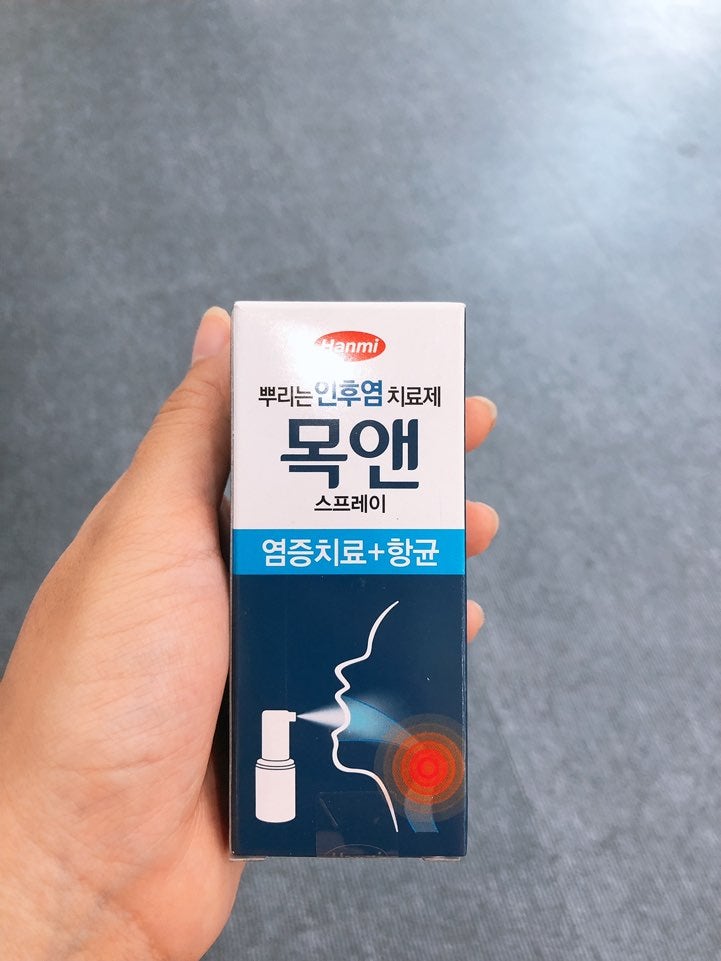 Hanmi
뿌리는 인후염 치료제
목앤
스프레이
염증치료+항균